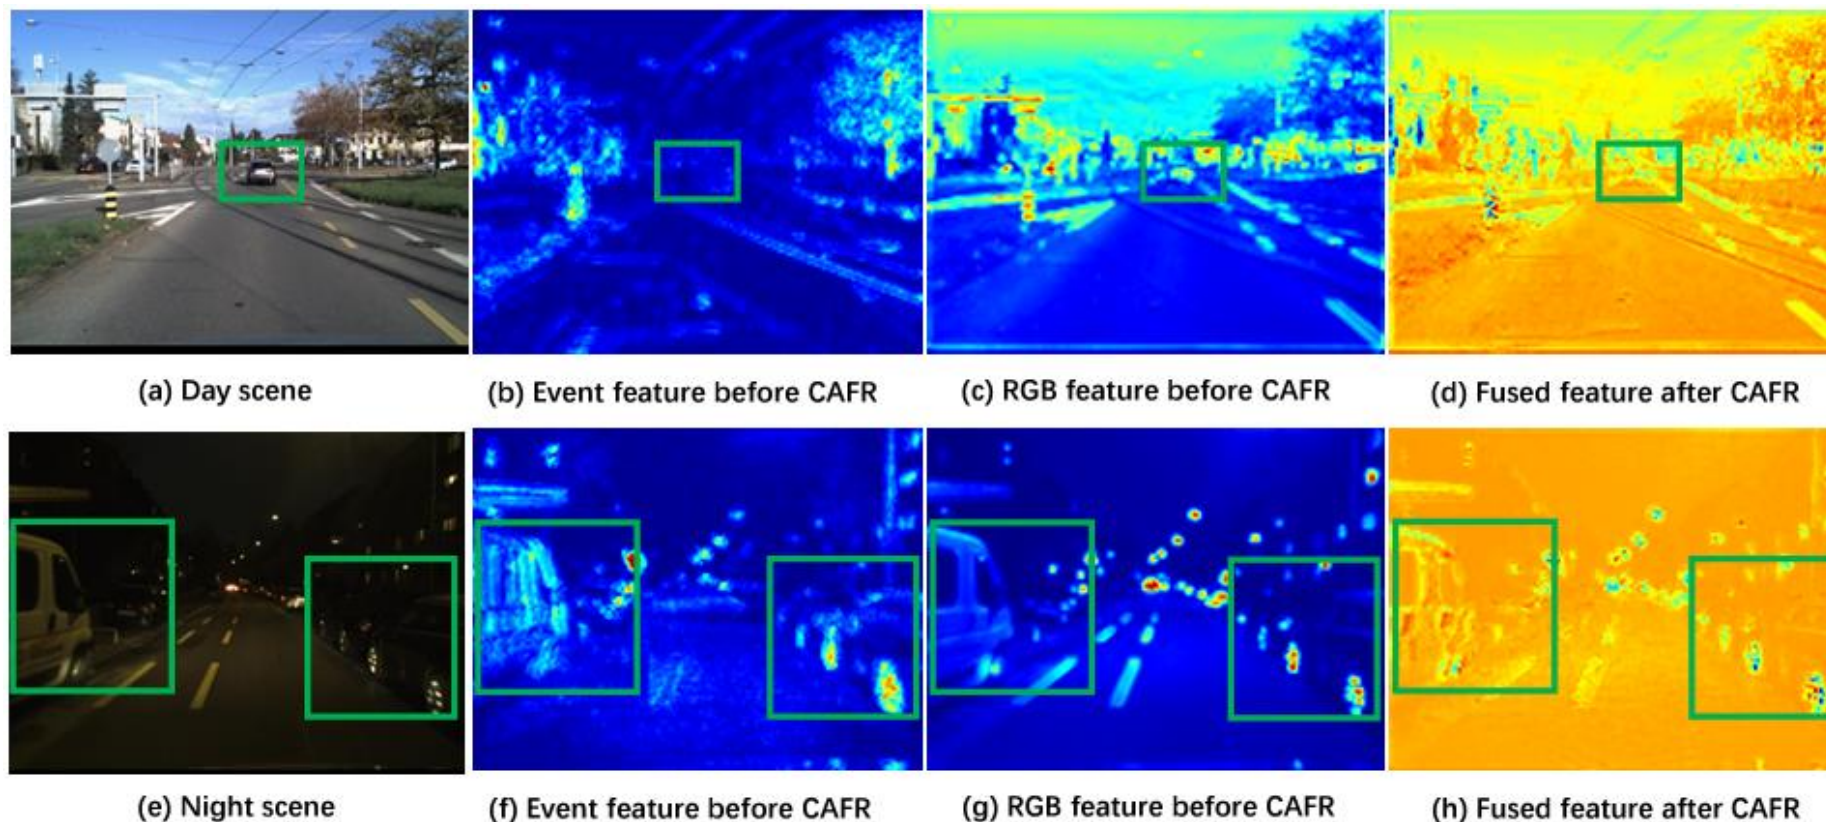 (a) Day scene
(b) Event feature before CAFR
(c) RGB feature before CAFR
(d) Fused feature after CAFR
(e) Night scene
(f) Event feature before CAFR
(g) RGB feature before CAFR
(h) Fused feature after CAFR